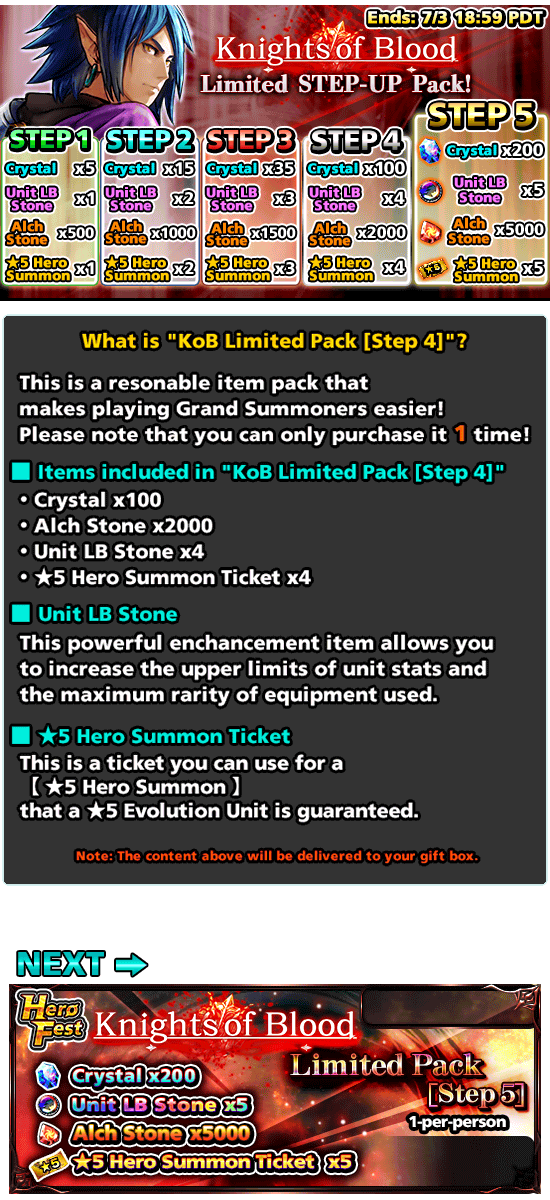 Ends: 7/3 18:59 PDT
Knights of Blood
Limited STEP-UP Pack!
STEP 1
Crystal x5
Unit LB Stone x1
Alch Stone x500
★5 Hero Summon x1
STEP 2
Crystal x15
Unit LB Stone x2
Alch Stone x1000
★5 Hero Summon x2
STEP 3
Crystal x35
Unit LB Stone x3
Alch Stone x1500
★5 Hero Summon x3
STEP 4
Crystal x100
Unit LB Stone x4
Alch Stone x2000
★5 Hero Summon x4
STEP 5
Crystal x200
Unit LB Stone x5
Alch Stone x5000
★5
★5 Hero Summon x5
What is "KoB Limited Pack [Step 4]"?
This is a resonable item pack that
makes playing Grand Summoners easier!
Please note that you can only purchase it 1 time!
■ Items included in "KoB Limited Pack [Step 4]"
• Crystal x100
• Alch Stone x2000
• Unit LB Stone x4
• ★5 Hero Summon Ticket x4
■ Unit LB Stone
This powerful enchancement item allows you
to increase the upper limits of unit stats and
the maximum rarity of equipment used.
■ ★5 Hero Summon Ticket
This is a ticket you can use for a
【 ★5 Hero Summon 】
that a ★5 Evolution Unit is guaranteed.
Note: The content above will be delivered to your gift box.
NEXT ➡
Hero Fest
Knights of Blood
Limited Pack
[Step 5]
1-per-person
Crystal x200
Unit LB Stone x5
Alch Stone x5000
★5
★5 Hero Summon Ticket x5